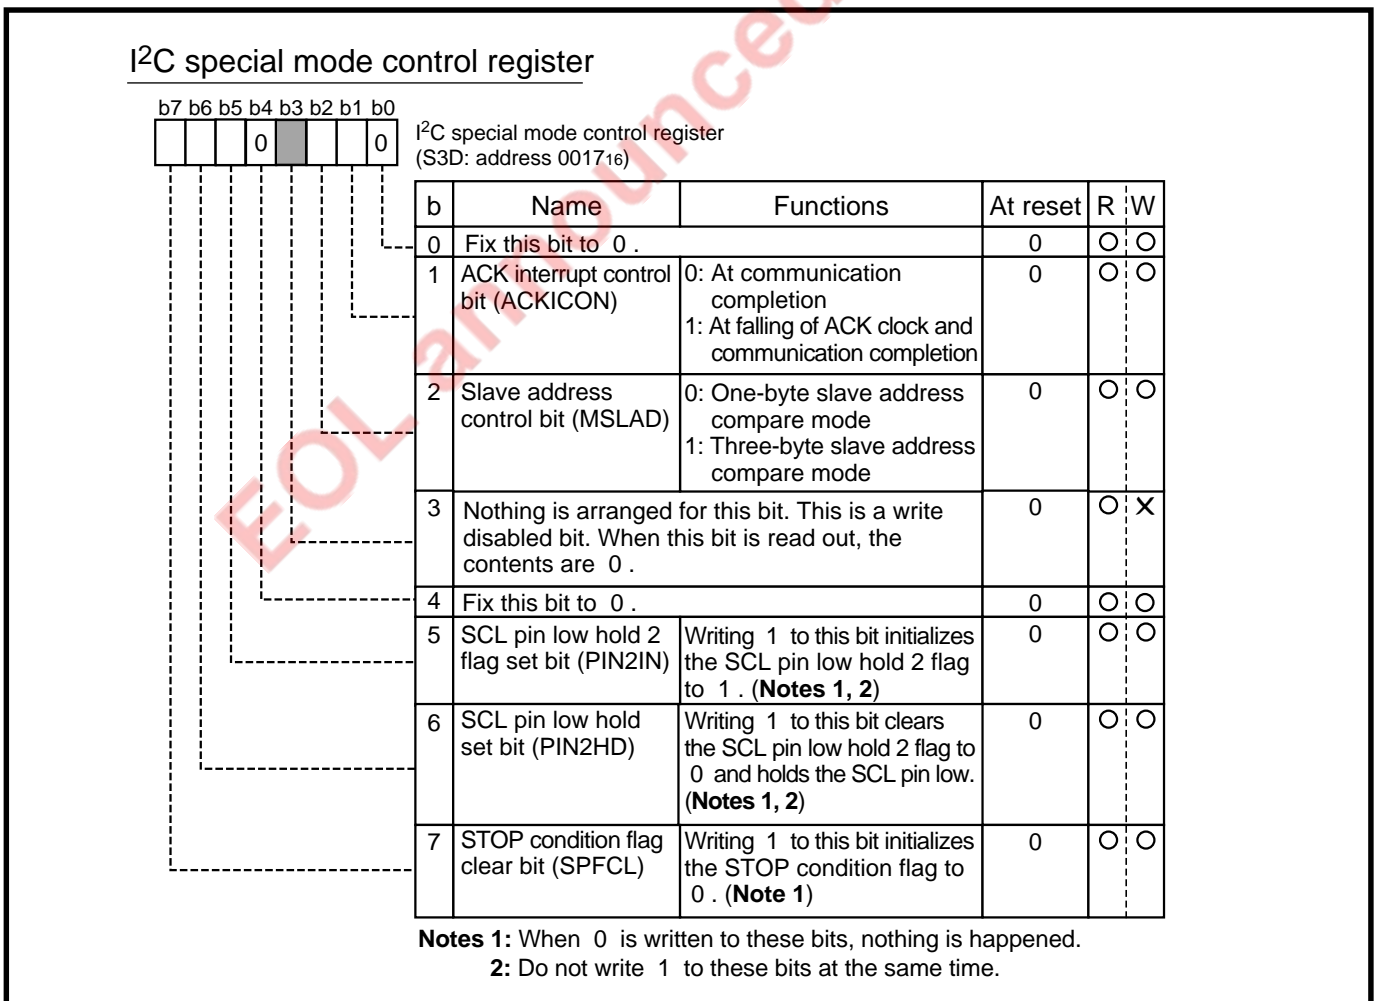 I2C special mode control register
b7 b6 b5 b4 b3 b2 b1 b0
0 0
I2C special mode control register
(S3D: address 001716)
b Name Functions At reset R W
0 Fix this bit to 0 . 0 O O
1 ACK interrupt control bit (ACKICON) 0: At communication completion 0 O O
1: At falling of ACK clock and communication completion
2 Slave address control bit (MSLAD) 0: One-byte slave address compare mode 0 O O
1: Three-byte slave address compare mode
3 Nothing is arranged for this bit. This is a write 0 O X
disabled bit. When this bit is read out, the
contents are 0 .
4 Fix this bit to 0 . 0 O O
5 SCL pin low hold 2 Writing 1 to this bit initializes 0 O O
flag set bit (PIN2IN) the SCL pin low hold 2 flag
to 1 . (Notes 1, 2)
6 SCL pin low hold Writing 1 to this bit clears 0 O O
set bit (PIN2HD) the SCL pin low hold 2 flag to
0 and holds the SCL pin low.
(Notes 1, 2)
7 STOP condition flag Writing 1 to this bit initializes 0 O O
clear bit (SPFCL) the STOP condition flag to
0 . (Note 1)
Notes 1: When 0 is written to these bits, nothing is happened.
2: Do not write 1 to these bits at the same time.
EOL announced